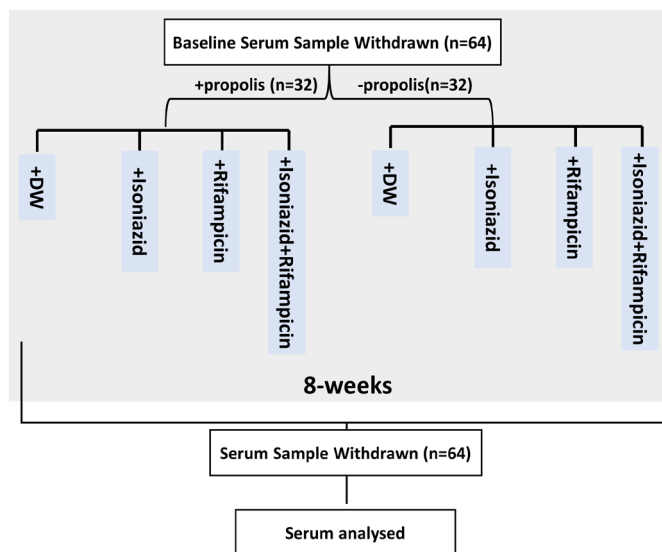 Baseline Serum Sample Withdrawn (n=64)
+propolis (n=32)
-propolis(n=32)
+DW
+Isoniazid
+Rifampicin
+Isoniazid+Rifampicin
+DW
+Isoniazid
+Rifampicin
+Isoniazid+Rifampicin
8-weeks
Serum Sample Withdrawn (n=64)
Serum analysed